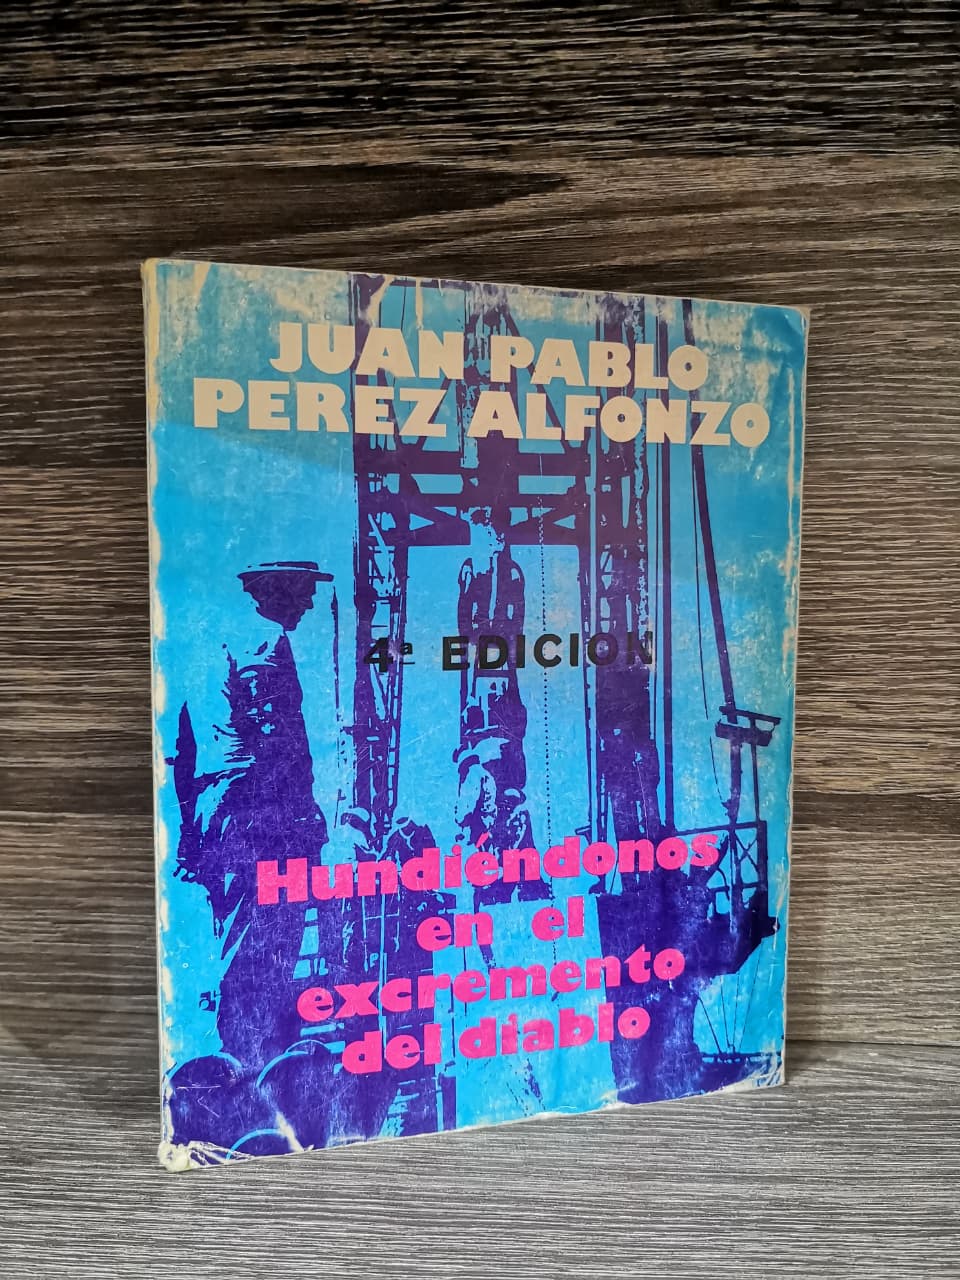 JUAN PABLO
PEREZ ALFONZO
4ª EDICION
Hundiéndonos
en el
excremento
del diablo